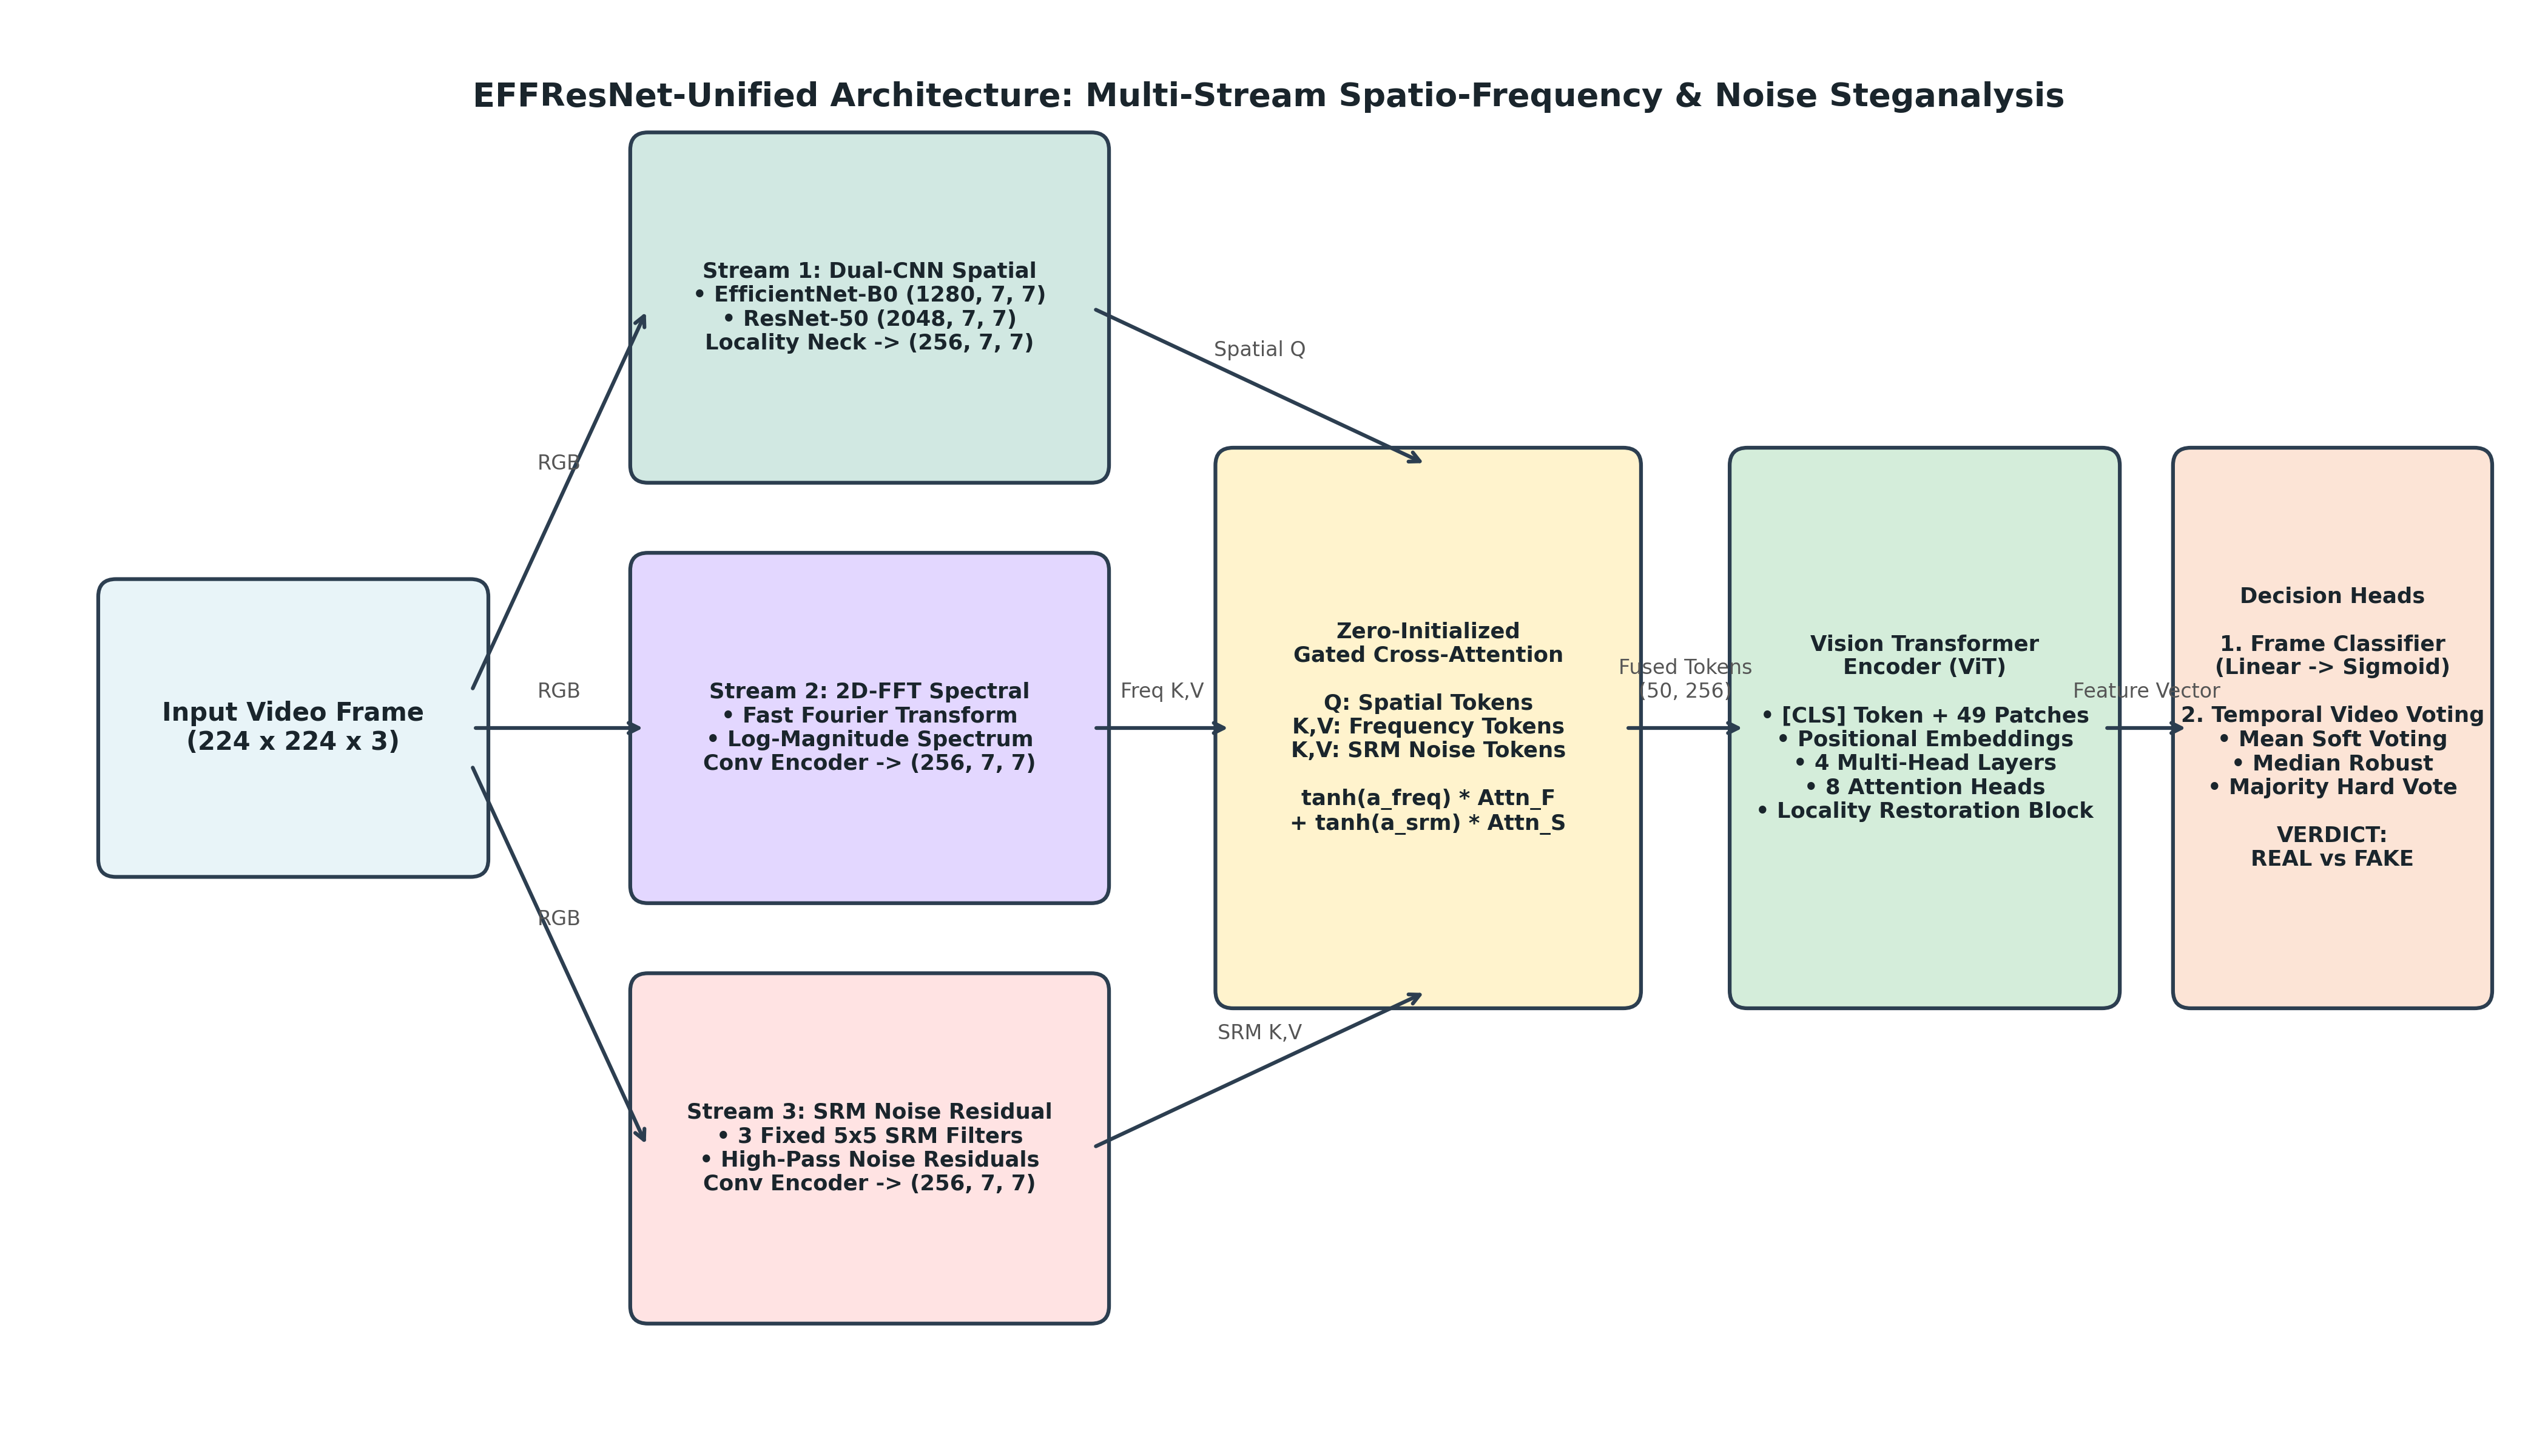 EFFResNet-Unified Architecture: Multi-Stream Spatio-Frequency & Noise Steganalysis
Input Video Frame
(224 x 224 x 3)
RGB
RGB
RGB
Stream 1: Dual-CNN Spatial
• EfficientNet-B0 (1280, 7, 7)
• ResNet-50 (2048, 7, 7)
Locality Neck -> (256, 7, 7)
Stream 2: 2D-FFT Spectral
• Fast Fourier Transform
• Log-Magnitude Spectrum
Conv Encoder -> (256, 7, 7)
Stream 3: SRM Noise Residual
• 3 Fixed 5x5 SRM Filters
• High-Pass Noise Residuals
Conv Encoder -> (256, 7, 7)
Spatial Q
Freq K,V
SRM K,V
Zero-Initialized
Gated Cross-Attention
Q: Spatial Tokens
K,V: Frequency Tokens
K,V: SRM Noise Tokens
tanh(a_freq) * Attn_F
+ tanh(a_srm) * Attn_S
Fused Tokens
(50, 256)
Vision Transformer
Encoder (ViT)
• [CLS] Token + 49 Patches
• Positional Embeddings
• 4 Multi-Head Layers
• 8 Attention Heads
• Locality Restoration Block
Feature Vector
Decision Heads
1. Frame Classifier
(Linear -> Sigmoid)
2. Temporal Video Voting
• Mean Soft Voting
• Median Robust
• Majority Hard Vote
VERDICT:
REAL vs FAKE